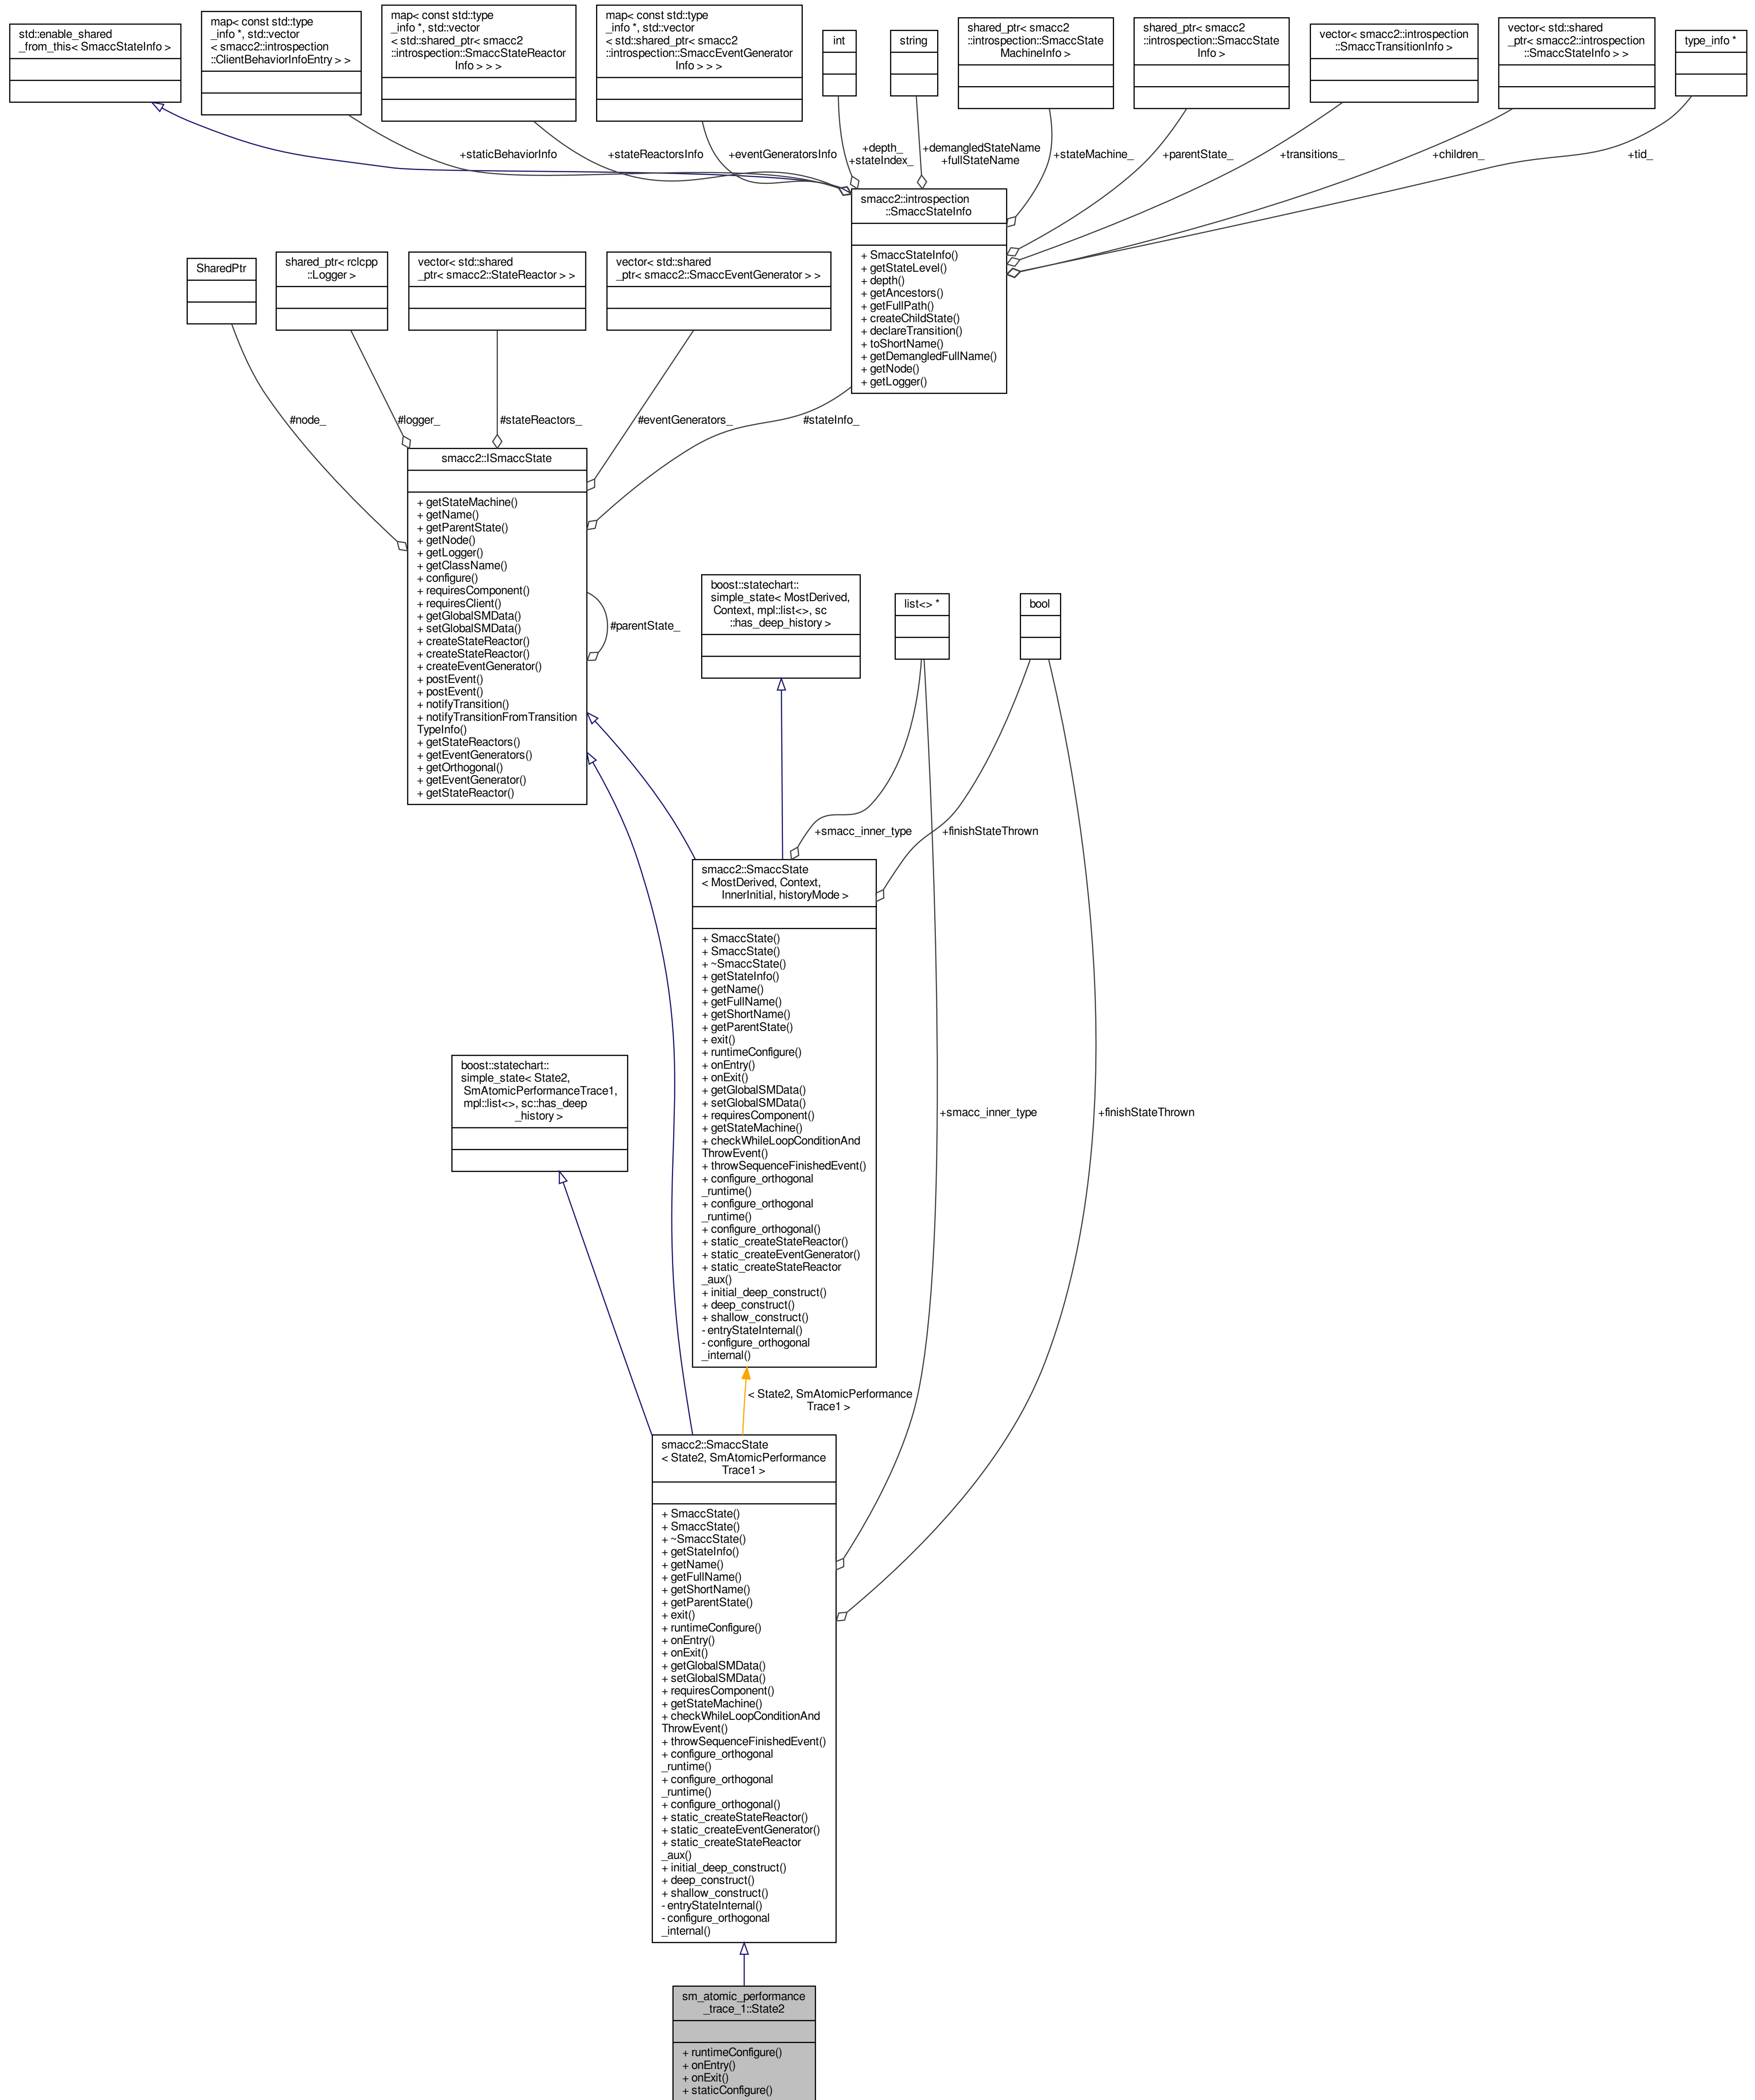 std::enable_shared
_from_this< SmaccStateInfo >
map< const std::type
_info *, std::vector
< smacc2::introspection
::ClientBehaviorInfoEntry > >
map< const std::type
_info *, std::vector
< std::shared_ptr< smacc2
::introspection::SmaccStateReactor
Info > > >
map< const std::type
_info *, std::vector
< std::shared_ptr< smacc2
::introspection::SmaccEventGenerator
Info > > >
int
string
shared_ptr< smacc2
::introspection::SmaccState
MachineInfo >
shared_ptr< smacc2
::introspection::SmaccState
Info >
vector< smacc2::introspection
::SmaccTransitionInfo >
vector< std::shared
_ptr< smacc2::introspection
::SmaccStateInfo > >
type_info *
+staticBehaviorInfo
+stateReactorsInfo
+eventGeneratorsInfo
+depth_
+stateIndex_
+demangledStateName
+fullStateName
+stateMachine_
+parentState_
+transitions_
+children_
+tid_
smacc2::introspection
::SmaccStateInfo
+ SmaccStateInfo()
+ getStateLevel()
+ depth()
+ getAncestors()
+ getFullPath()
+ createChildState()
+ declareTransition()
+ toShortName()
+ getDemangledFullName()
+ getNode()
+ getLogger()
SharedPtr
shared_ptr< rclcpp
::Logger >
vector< std::shared
_ptr< smacc2::StateReactor > >
vector< std::shared
_ptr< smacc2::SmaccEventGenerator > >
#node_
#logger_
#stateReactors_
#eventGenerators_
#stateInfo_
smacc2::ISmaccState
+ getStateMachine()
+ getName()
+ getParentState()
+ getNode()
+ getLogger()
+ getClassName()
+ configure()
+ requiresComponent()
+ requiresClient()
+ getGlobalSMData()
+ setGlobalSMData()
+ createStateReactor()
+ createStateReactor()
+ createEventGenerator()
+ postEvent()
+ postEvent()
+ notifyTransition()
+ notifyTransitionFromTransition
TypeInfo()
+ getStateReactors()
+ getEventGenerators()
+ getOrthogonal()
+ getEventGenerator()
+ getStateReactor()
#parentState_
boost::statechart::
simple_state< MostDerived,
Context, mpl::list<>, sc
::has_deep_history >
list<> *
bool
+smacc_inner_type
+finishStateThrown
smacc2::SmaccState
< MostDerived, Context,
InnerInitial, historyMode >
+ SmaccState()
+ SmaccState()
+ ~SmaccState()
+ getStateInfo()
+ getName()
+ getFullName()
+ getShortName()
+ getParentState()
+ exit()
+ runtimeConfigure()
+ onEntry()
+ onExit()
+ getGlobalSMData()
+ setGlobalSMData()
+ requiresComponent()
+ getStateMachine()
+ checkWhileLoopConditionAnd
ThrowEvent()
+ throwSequenceFinishedEvent()
+ configure_orthogonal
_runtime()
+ configure_orthogonal
_runtime()
+ configure_orthogonal()
+ static_createStateReactor()
+ static_createEventGenerator()
+ static_createStateReactor
_aux()
+ initial_deep_construct()
+ deep_construct()
+ shallow_construct()
- entryStateInternal()
- configure_orthogonal
_internal()
boost::statechart::
simple_state< State2,
SmAtomicPerformanceTrace1,
mpl::list<>, sc::has_deep
_history >
+smacc_inner_type
+finishStateThrown
< State2, SmAtomicPerformance
Trace1 >
smacc2::SmaccState
< State2, SmAtomicPerformance
Trace1 >
+ SmaccState()
+ SmaccState()
+ ~SmaccState()
+ getStateInfo()
+ getName()
+ getFullName()
+ getShortName()
+ getParentState()
+ exit()
+ runtimeConfigure()
+ onEntry()
+ onExit()
+ getGlobalSMData()
+ setGlobalSMData()
+ requiresComponent()
+ getStateMachine()
+ checkWhileLoopConditionAnd
ThrowEvent()
+ throwSequenceFinishedEvent()
+ configure_orthogonal
_runtime()
+ configure_orthogonal
_runtime()
+ configure_orthogonal()
+ static_createStateReactor()
+ static_createEventGenerator()
+ static_createStateReactor
_aux()
+ initial_deep_construct()
+ deep_construct()
+ shallow_construct()
- entryStateInternal()
- configure_orthogonal
_internal()
sm_atomic_performance
_trace_1::State2
+ runtimeConfigure()
+ onEntry()
+ onExit()
+ staticConfigure()